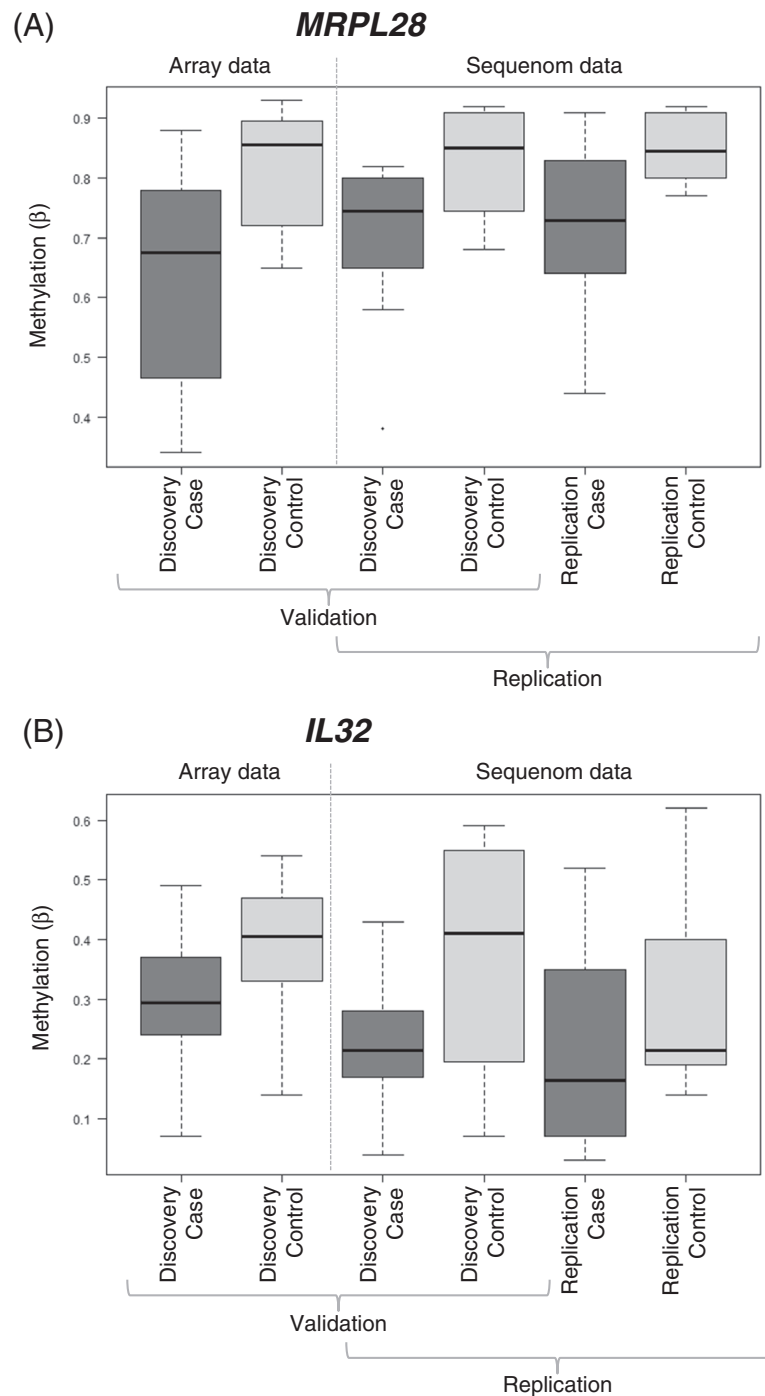 (A)
MRPL28
Array data
Sequenom data
Methylation (β)
0.9
0.8
0.7
0.6
0.5
0.4
Discovery
Case
Discovery
Control
Discovery
Case
Discovery
Control
Replication
Case
Replication
Control
Validation
Replication
(B)
IL32
Array data
Sequenom data
Methylation (β)
0.6
0.5
0.4
0.3
0.2
0.1
Discovery
Case
Discovery
Control
Discovery
Case
Discovery
Control
Replication
Case
Replication
Control
Validation
Replication